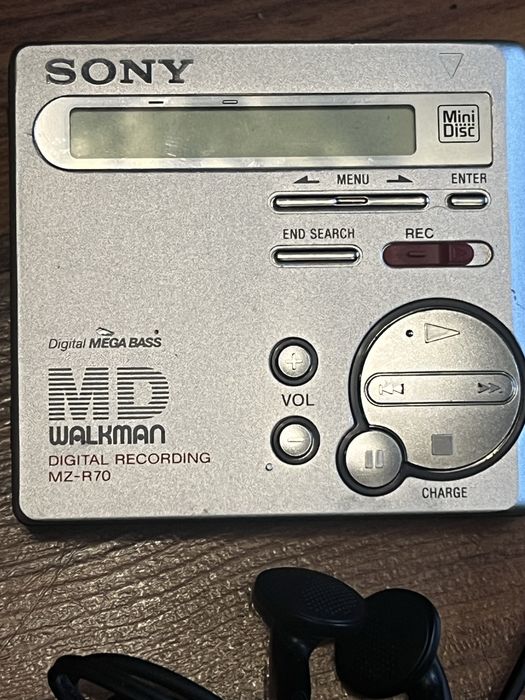 SONY
Mini
Disc
MENU
ENTER
END SEARCH
REC
Digital MEGA BASS
MD
WALKMAN
VOL
DIGITAL RECORDING
MZ-R70
CHARGE